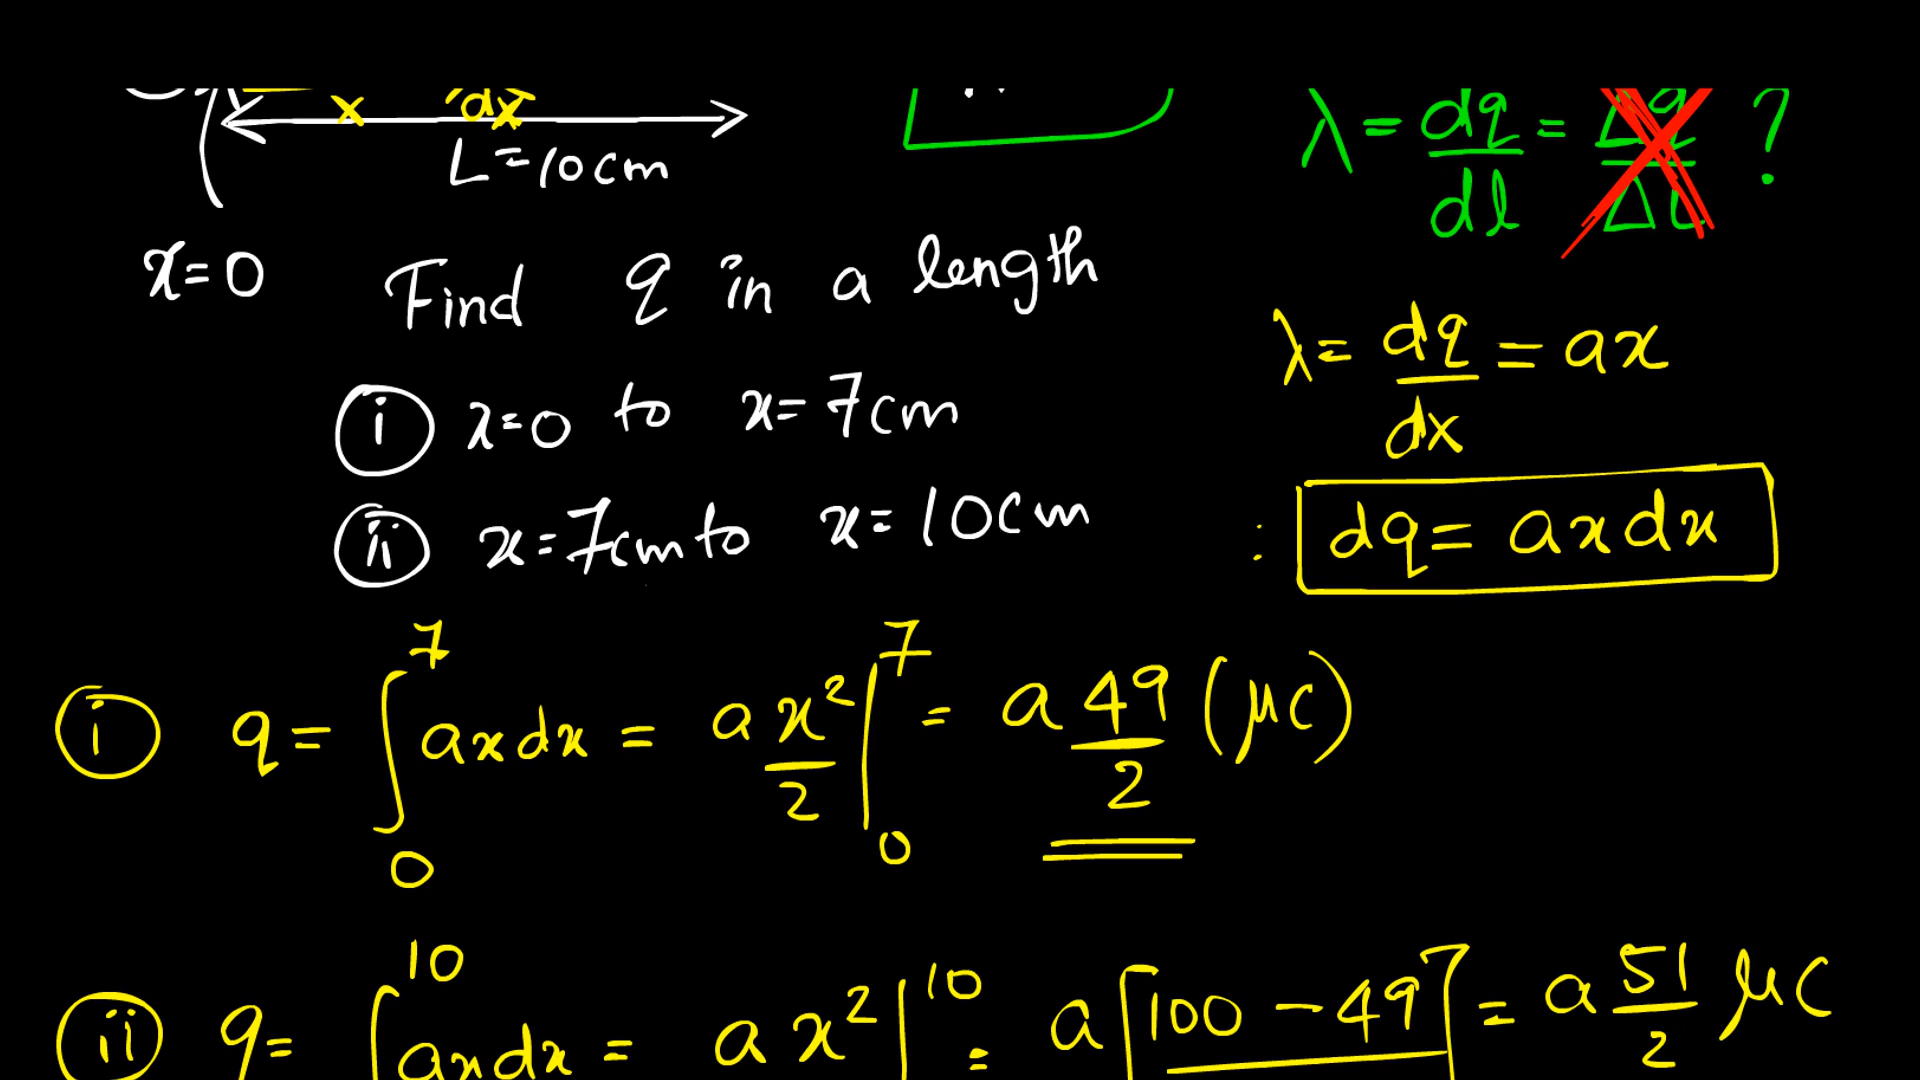 x dx
L=10cm
λ = dq/dl = Δq/ΔL ?
x=0 Find q in a length
λ = dq/dx = ax
(i) x=0 to x=7cm
(ii) x=7cm to x=10cm
: dq = axdx
(i) q = ∫₀⁷ axdx = a x²/2 |₀⁷ = a 49/2 (μC)
(ii) q= ∫¹⁰ axdx = a x² |¹⁰ = a [100 - 49] = a 51/2 μC